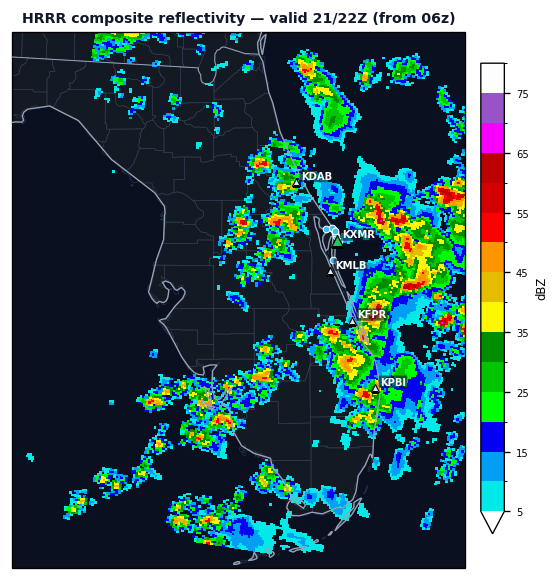 HRRR composite reflectivity — valid 21/22Z (from 06z)
KDAB
KXMR
KMLB
KFPR
KPBI
75
65
55
45
35
25
15
5
dBZ